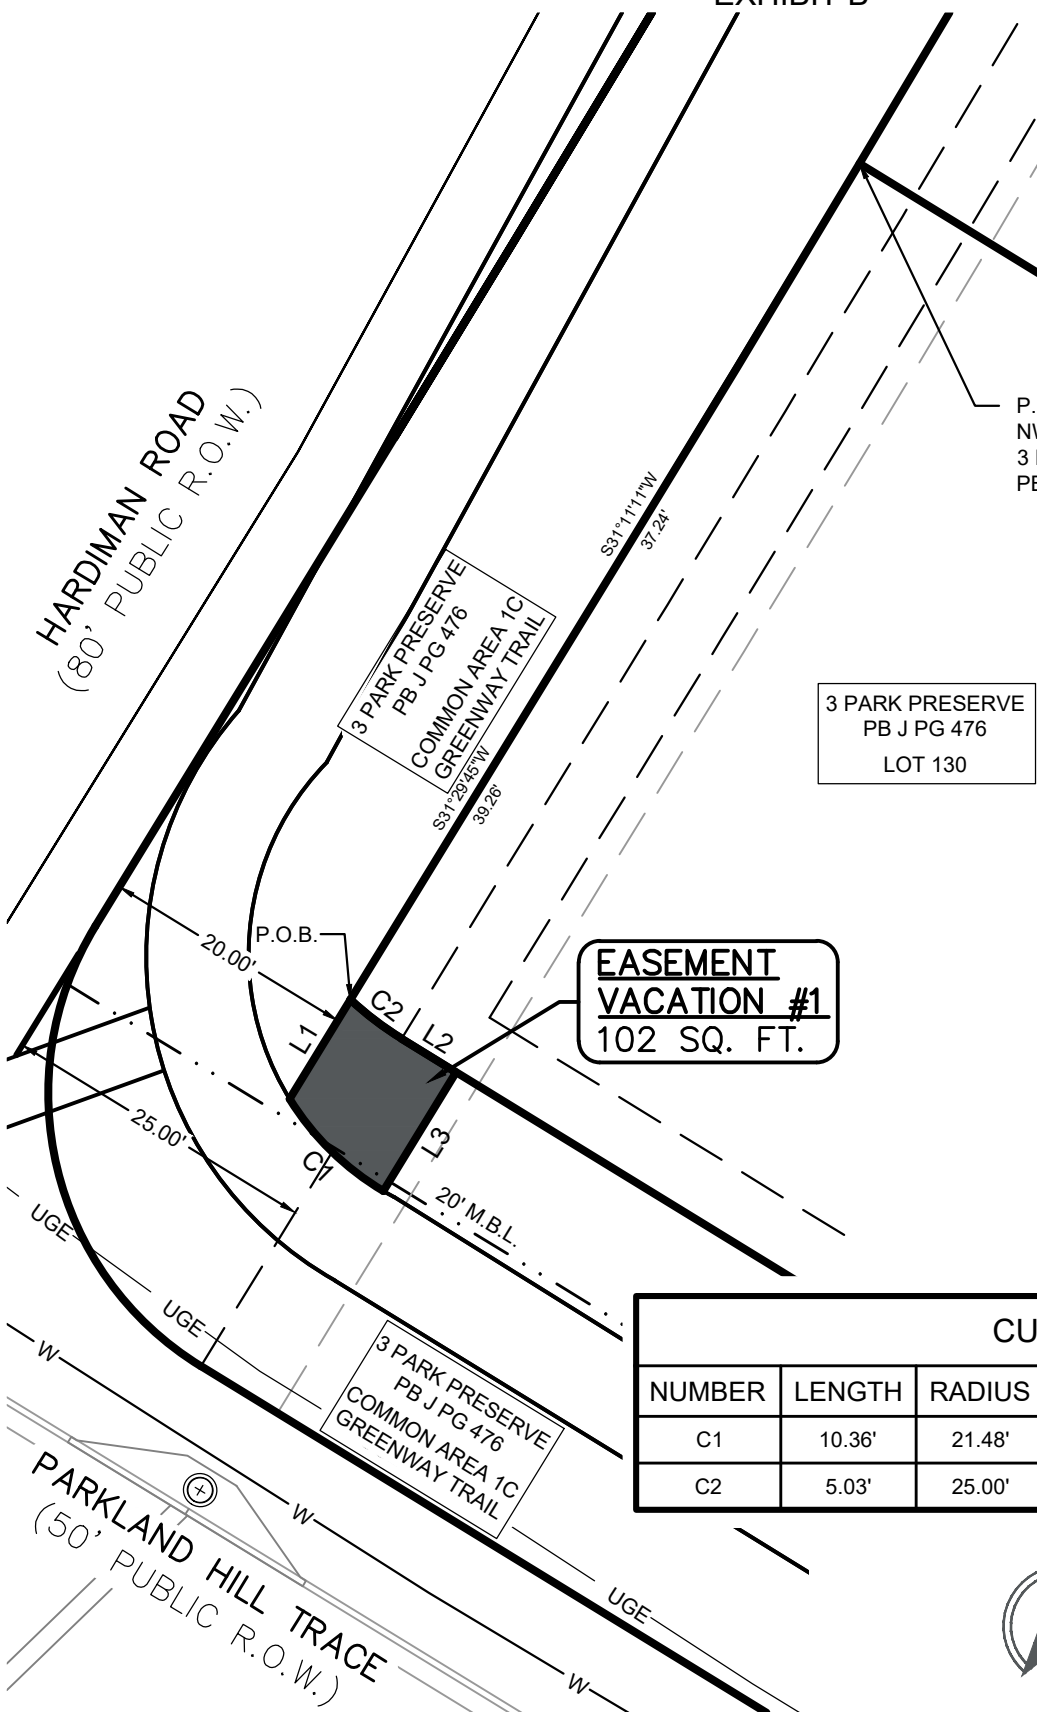 HARDIMAN ROAD
(80' PUBLIC R.O.W.)
S31°11'11"W
37.24'
3 PARK PRESERVE
PB J PG 476
COMMON AREA 1C
GREENWAY TRAIL
S31°29'45"W
39.26'
3 PARK PRESERVE
PB J PG 476
LOT 130
20.00'
P.O.B.
C2
L2
L1
L3
C1
EASEMENT
VACATION #1
102 SQ. FT.
25.00'
20' M.B.L.
UGE
UGE
W
3 PARK PRESERVE
PB J PG 476
COMMON AREA 1C
GREENWAY TRAIL
NUMBER LENGTH RADIUS
C1 10.36' 21.48'
C2 5.03' 25.00'
W
PARKLAND HILL TRACE
(50' PUBLIC R.O.W.)
UGE
W